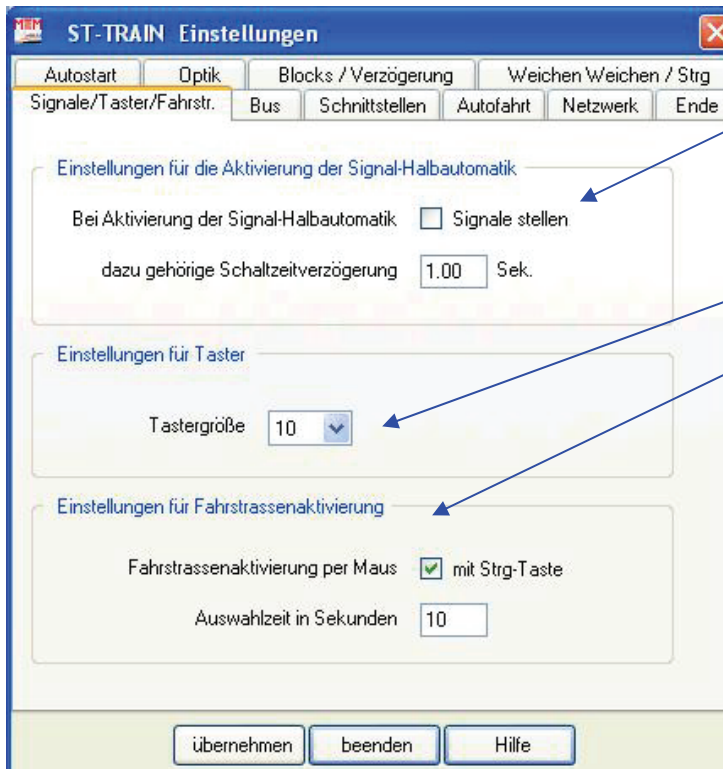 MEM
ST-TRAIN Einstellungen
Autostart Optik Blocks / Verzögerung Weichen Weichen / Strg
Signale/Taster/Fahrstr. Bus Schnittstellen Autofahrt Netzwerk Ende
Einstellungen für die Aktivierung der Signal-Halbautomatik
Bei Aktivierung der Signal-Halbautomatik Signale stellen
dazu gehörige Schaltzeitverzögerung 1.00 Sek.
Einstellungen für Taster
Tastergröße 10
Einstellungen für Fahrstrassenaktivierung
Fahrstrassenaktivierung per Maus mit Strg-Taste
Auswahlzeit in Sekunden 10
übernehmen beenden Hilfe